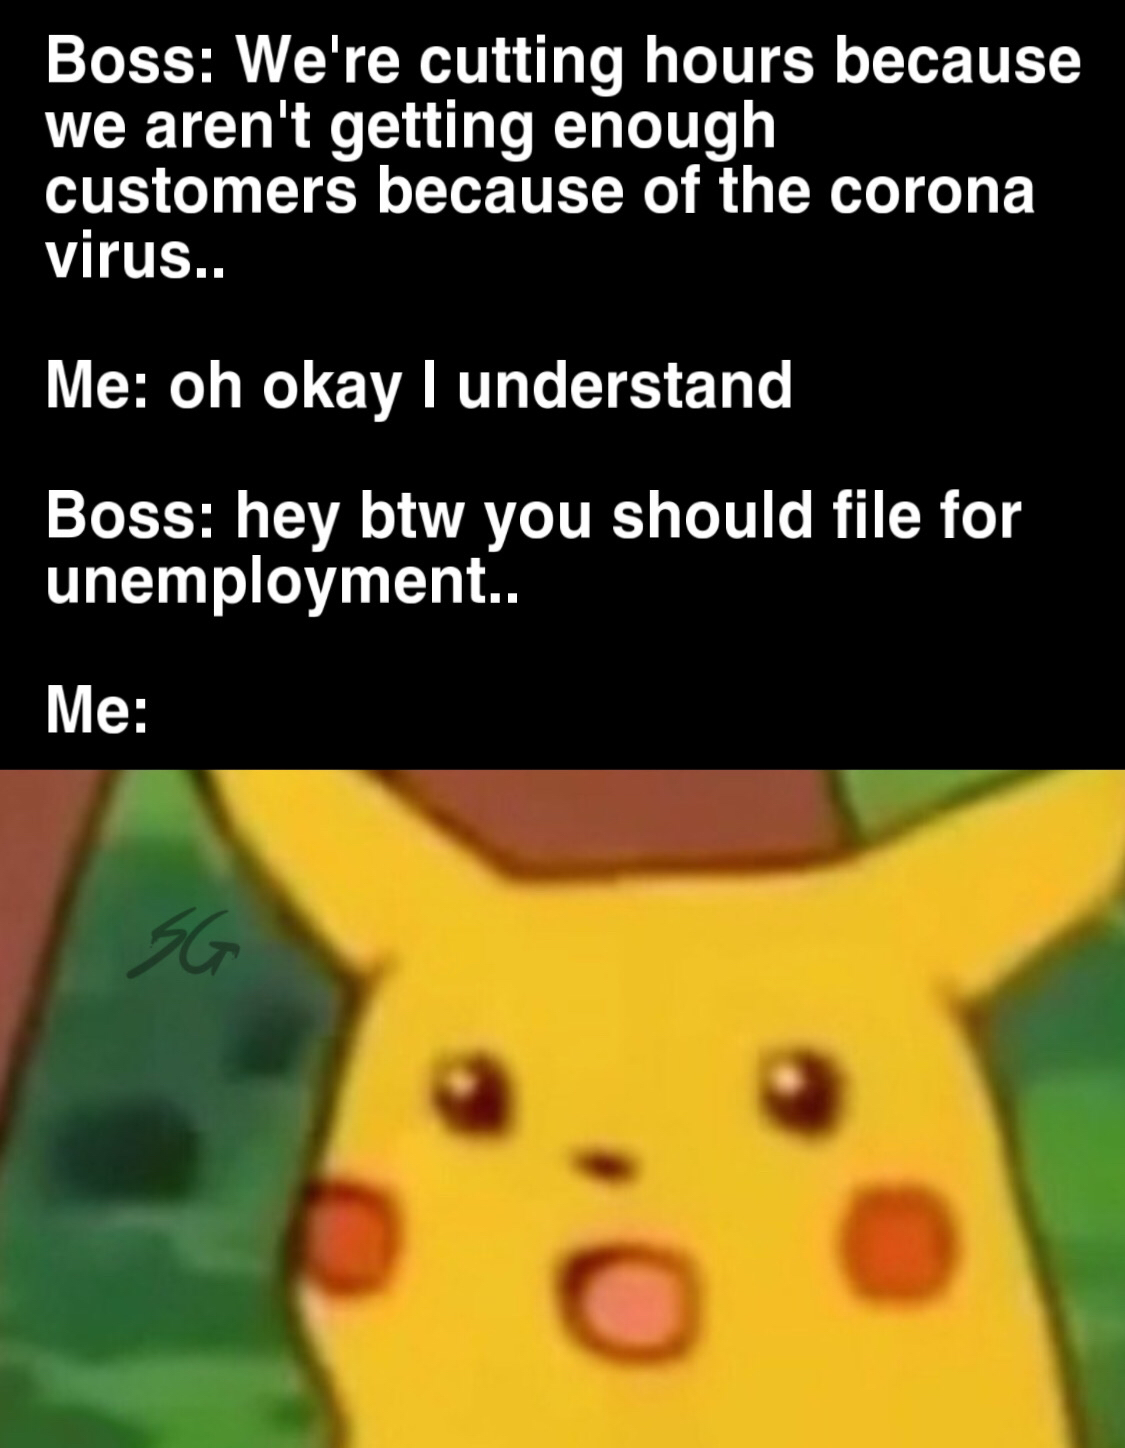 Boss: We're cutting hours because
we aren't getting enough
customers because of the corona
virus..
Me: oh okay I understand
Boss: hey btw you should file for
unemployment..
Me:
SG